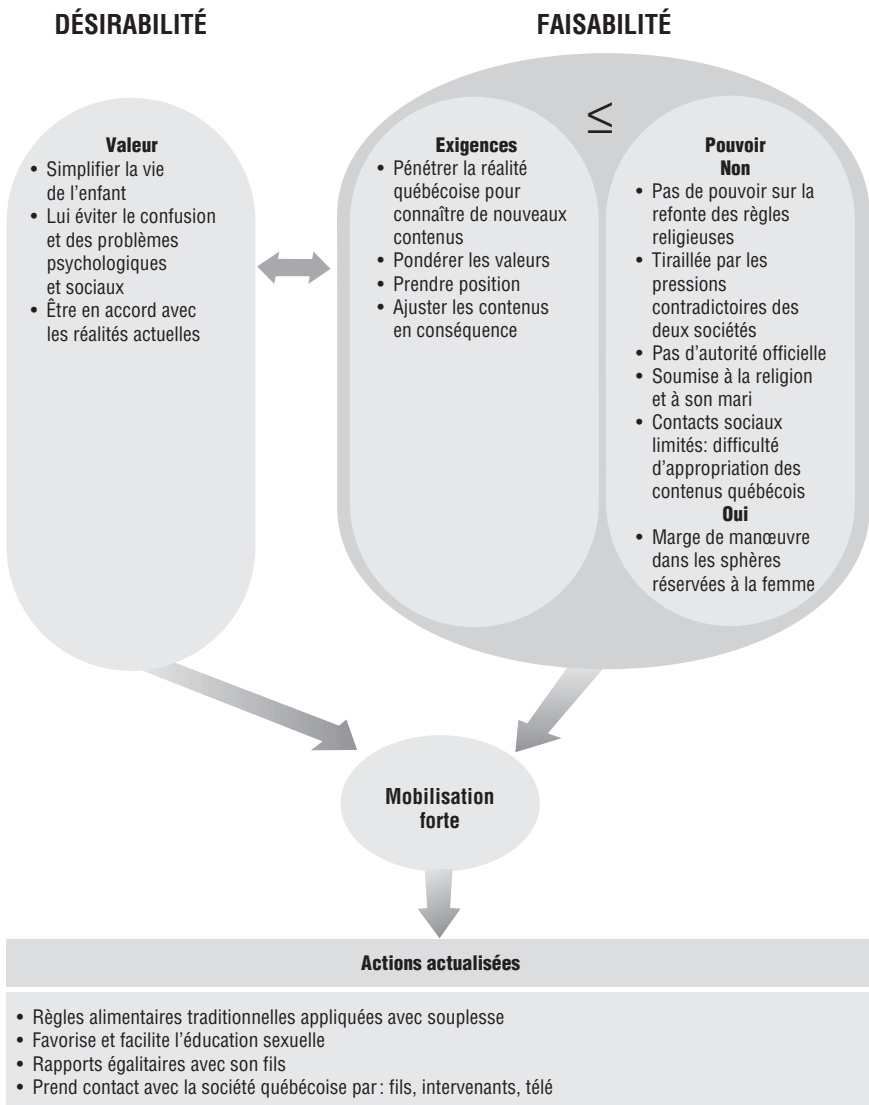 DÉSIRABILITÉ
FAISABILITÉ
Valeur
• Simplifier la vie
de l’enfant
• Lui éviter le confusion
et des problèmes
psychologiques
et sociaux
• Être en accord avec
les réalités actuelles
≤
Exigences
• Pénétrer la réalité
québécoise pour
connaître de nouveaux
contenus
• Pondérer les valeurs
• Prendre position
• Ajuster les contenus
en conséquence
Pouvoir
Non
• Pas de pouvoir sur la
refonte des règles
religieuses
• Tiraillée par les
pressions
contradictoires des
deux sociétés
• Pas d’autorité officielle
• Soumise à la religion
et à son mari
• Contacts sociaux
limités: difficulté
d’appropriation des
contenus québécois
Oui
• Marge de manœuvre
dans les sphères
réservées à la femme
Mobilisation
forte
Actions actualisées
• Règles alimentaires traditionnelles appliquées avec souplesse
• Favorise et facilite l’éducation sexuelle
• Rapports égalitaires avec son fils
• Prend contact avec la société québécoise par : fils, intervenants, télé